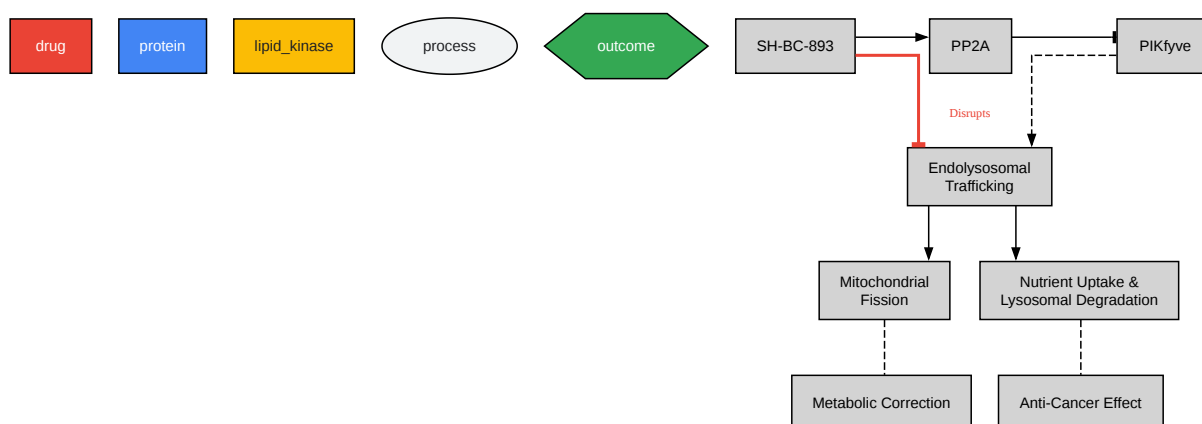 drug
protein
lipid_kinase
process
outcome
SH-BC-893
PP2A
PIKfyve
Disrupts
Endolysosomal
Trafficking
Mitochondrial
Fission
Nutrient Uptake &
Lysosomal Degradation
Metabolic Correction
Anti-Cancer Effect